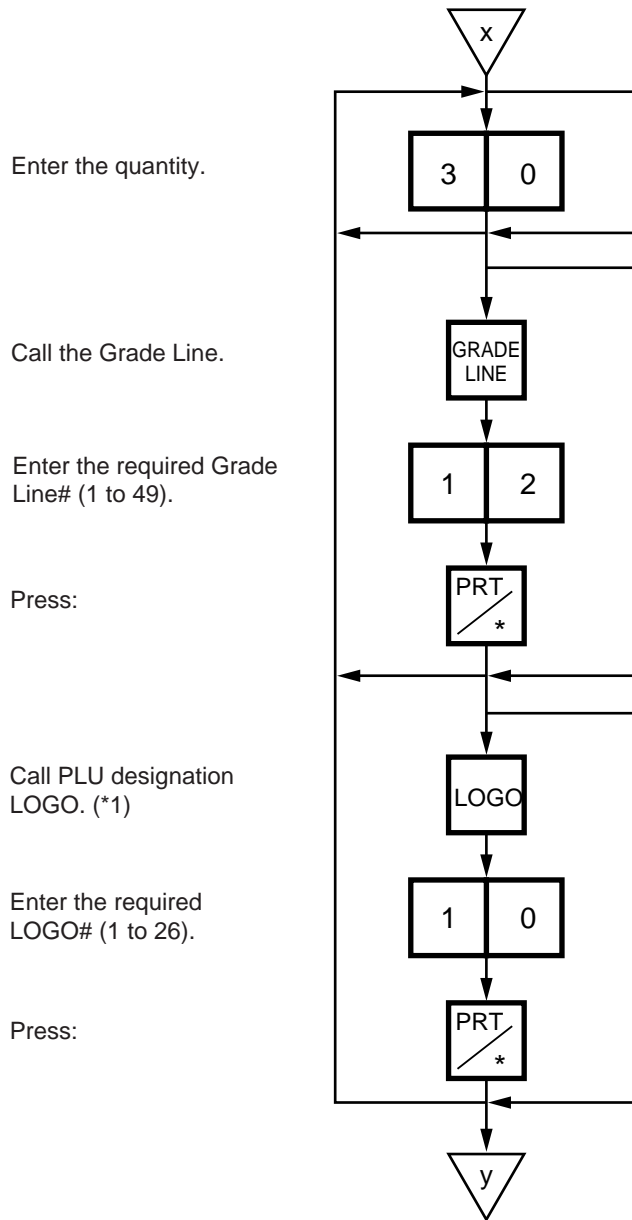 x
Enter the quantity.
3 0
Call the Grade Line.
GRADE
LINE
Enter the required Grade
Line# (1 to 49).
1 2
Press:
PRT
*
Call PLU designation
LOGO. (*1)
LOGO
Enter the required
LOGO# (1 to 26).
1 0
Press:
PRT
*
y